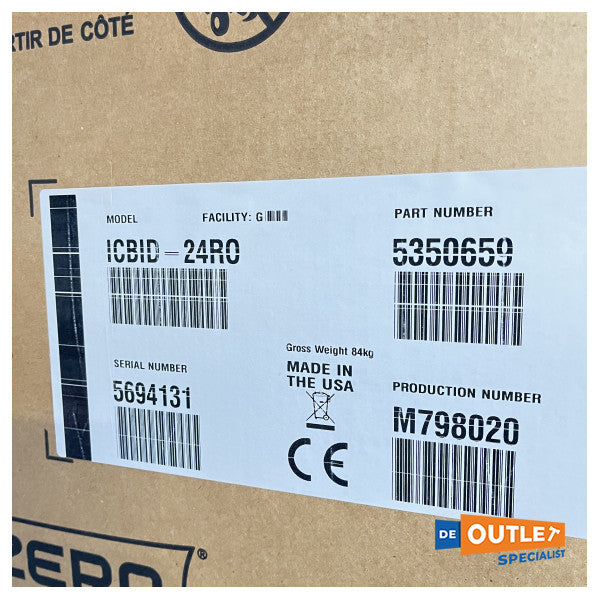 RTIR DE CÔTÉ
MODEL
FACILITY: G
ICBID-24RO
PART NUMBER
5350659
SERIAL NUMBER
5694131
Gross Weight 84kg
MADE IN
THE USA
CE
PRODUCTION NUMBER
M798020
ZERO®
DE OUTLET
SPECIALIST